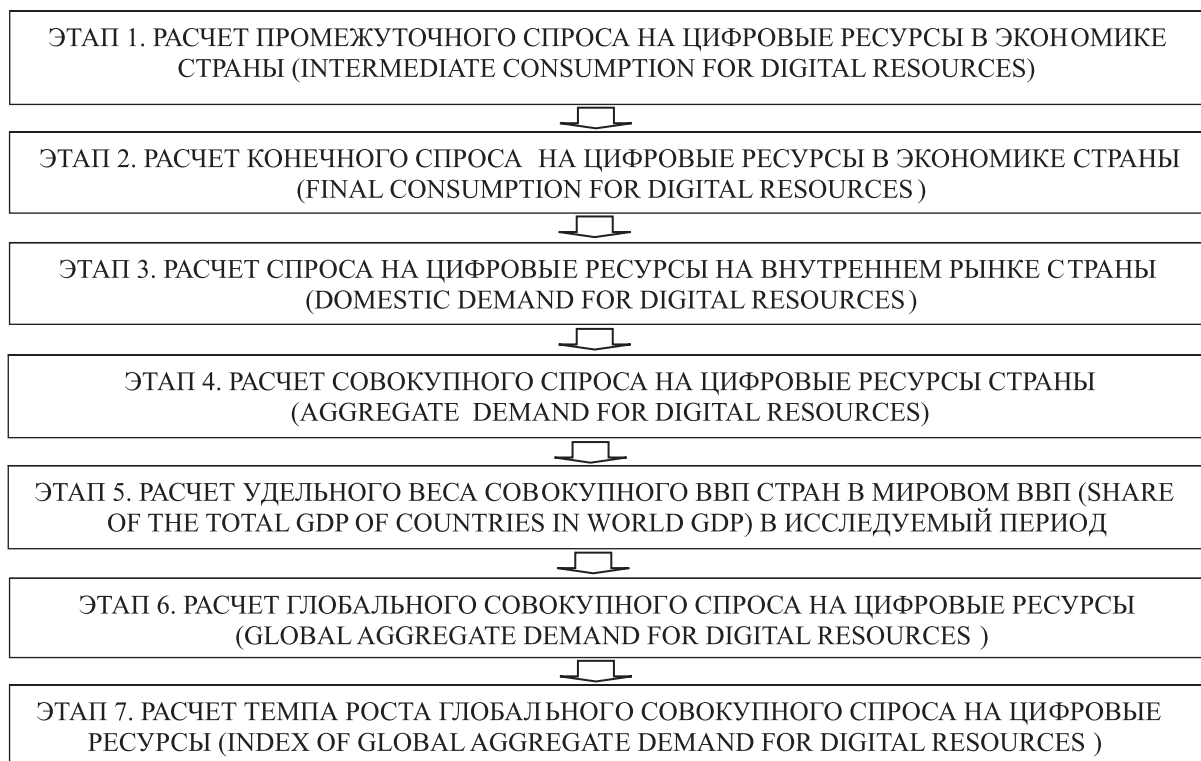 ЭТАП 1. РАСЧЕТ ПРОМЕЖУТОЧНОГО СПРОСА НА ЦИФРОВЫЕ РЕСУРСЫ В ЭКОНОМИКЕ
СТРАНЫ (INTERMEDIATE CONSUMPTION FOR DIGITAL RESOURCES)
ЭТАП 2. РАСЧЕТ КОНЕЧНОГО СПРОСА НА ЦИФРОВЫЕ РЕСУРСЫ В ЭКОНОМИКЕ СТРАНЫ
(FINAL CONSUMPTION FOR DIGITAL RESOURCES )
ЭТАП 3. РАСЧЕТ СПРОСА НА ЦИФРОВЫЕ РЕСУРСЫ НА ВНУТРЕННЕМ РЫНКЕ СТРАНЫ
(DOMESTIC DEMAND FOR DIGITAL RESOURCES)
ЭТАП 4. РАСЧЕТ СОВОКУПНОГО СПРОСА НА ЦИФРОВЫЕ РЕСУРСЫ СТРАНЫ
(AGGREGATE DEMAND FOR DIGITAL RESOURCES)
ЭТАП 5. РАСЧЕТ УДЕЛЬНОГО ВЕСА СОВОКУПНОГО ВВП СТРАН В МИРОВОМ ВВП (SHARE
OF THE TOTAL GDP OF COUNTRIES IN WORLD GDP) В ИССЛЕДУЕМЫЙ ПЕРИОД
ЭТАП 6. РАСЧЕТ ГЛОБАЛЬНОГО СОВОКУПНОГО СПРОСА НА ЦИФРОВЫЕ РЕСУРСЫ
(GLOBAL AGGREGATE DEMAND FOR DIGITAL RESOURCES )
ЭТАП 7. РАСЧЕТ ТЕМПА РОСТА ГЛОБАЛЬНОГО СОВОКУПНОГО СПРОСА НА ЦИФРОВЫЕ
РЕСУРСЫ (INDEX OF GLOBAL AGGREGATE DEMAND FOR DIGITAL RESOURCES )